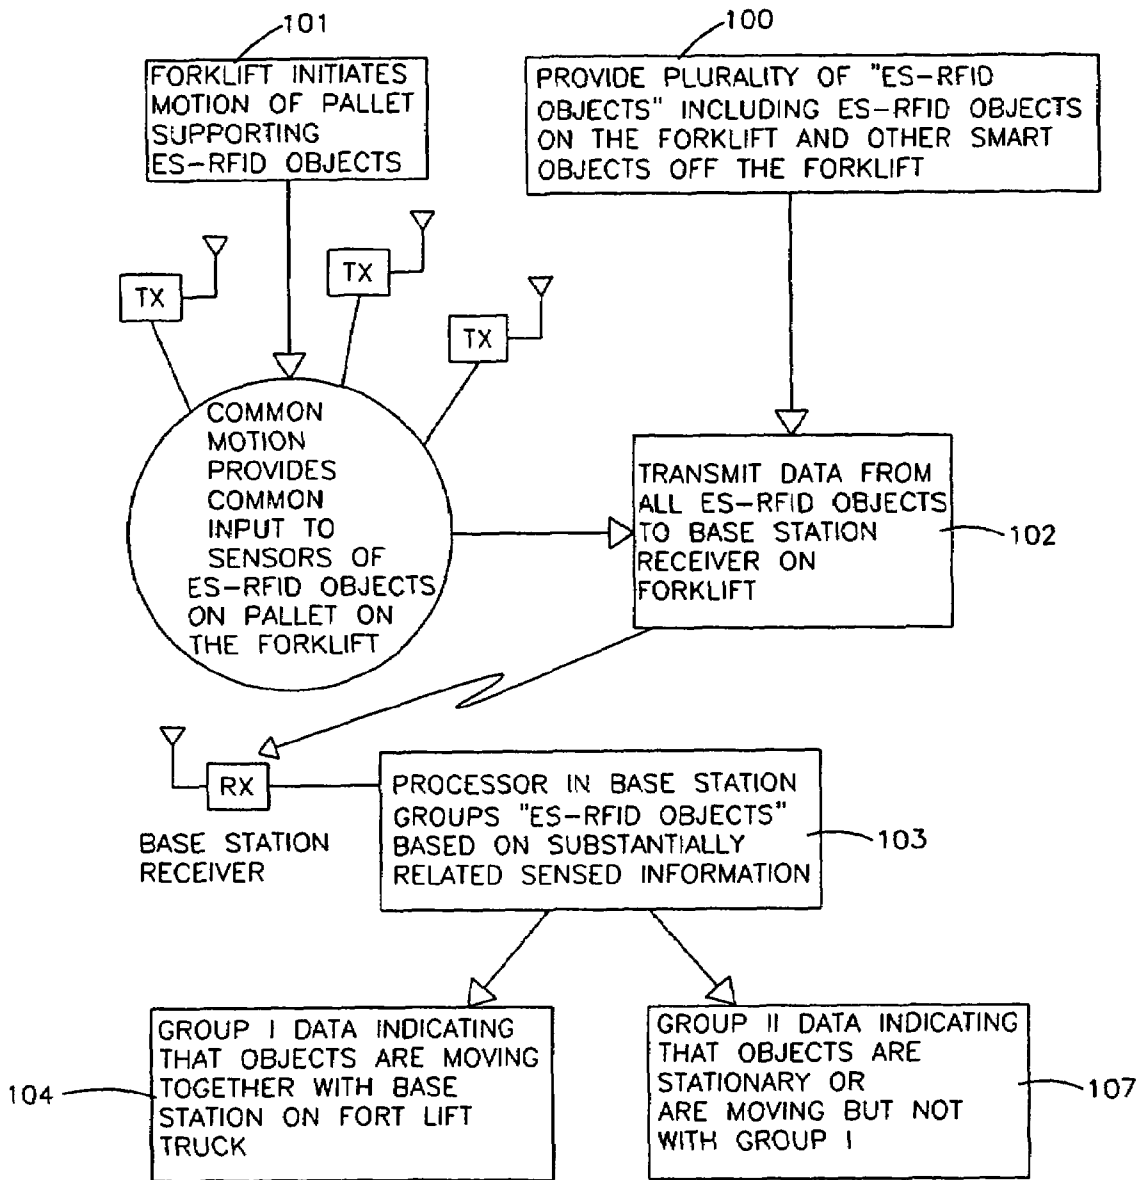 101
FORKLIFT INITIATES
MOTION OF PALLET
SUPPORTING
ES-RFID OBJECTS
100
PROVIDE PLURALITY OF "ES-RFID
OBJECTS" INCLUDING ES-RFID OBJECTS
ON THE FORKLIFT AND OTHER SMART
OBJECTS OFF THE FORKLIFT
TX
TX
TX
COMMON
MOTION
PROVIDES
COMMON
INPUT TO
SENSORS OF
ES-RFID OBJECTS
ON PALLET ON
THE FORKLIFT
TRANSMIT DATA FROM
ALL ES-RFID OBJECTS
TO BASE STATION
RECEIVER ON
FORKLIFT
102
RX
BASE STATION
RECEIVER
PROCESSOR IN BASE STATION
GROUPS "ES-RFID OBJECTS"
BASED ON SUBSTANTIALLY
RELATED SENSED INFORMATION
103
GROUP I DATA INDICATING
THAT OBJECTS ARE MOVING
TOGETHER WITH BASE
STATION ON FORT LIFT
TRUCK
104
GROUP II DATA INDICATING
THAT OBJECTS ARE
STATIONARY OR
ARE MOVING BUT NOT
WITH GROUP I
107